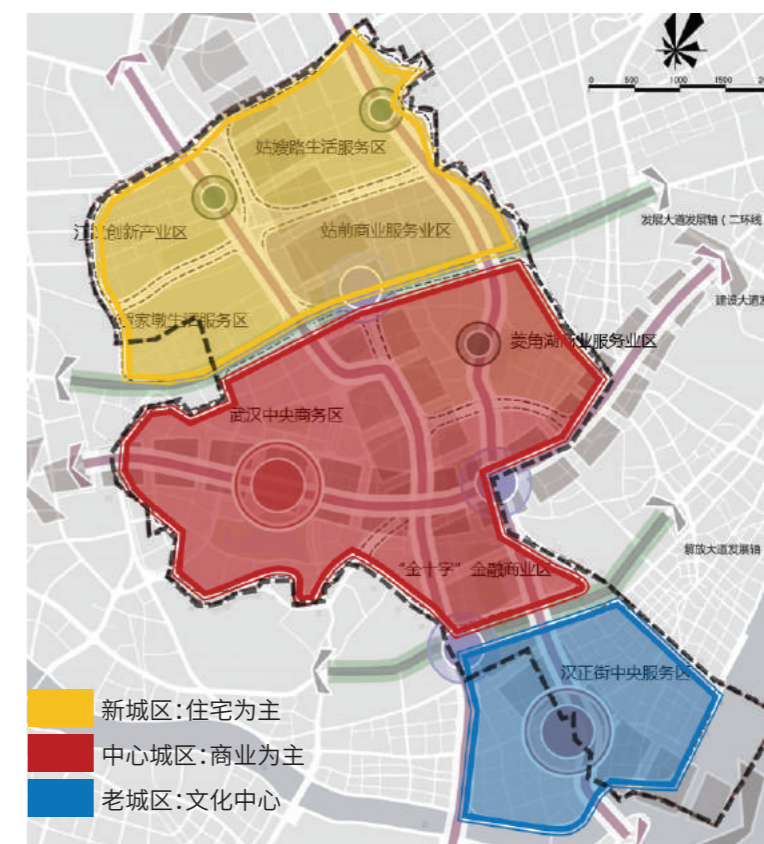 0 500 1000 1500 2
姑嫂路生活服务区
发展大道发展轴（二环线
江汉创新产业区
站前商业服务业区
建设大道发
贺家墩生活服务区
菱角湖商业服务业区
武汉中央商务区
解放大道发展轴
“金十字”金融商业区
汉正街中央服务区
新城区：住宅为主
中心城区：商业为主
老城区：文化中心